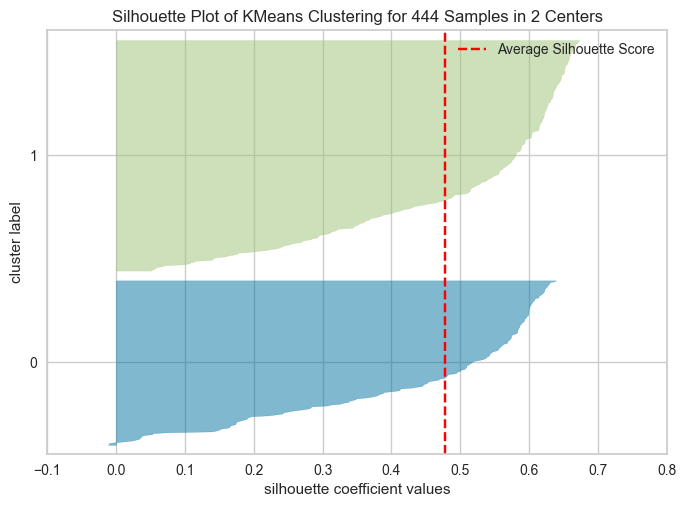 Silhouette Plot of KMeans Clustering for 444 Samples in 2 Centers
Average Silhouette Score
1
0
cluster label
−0.1 0.0 0.1 0.2 0.3 0.4 0.5 0.6 0.7 0.8
silhouette coefficient values